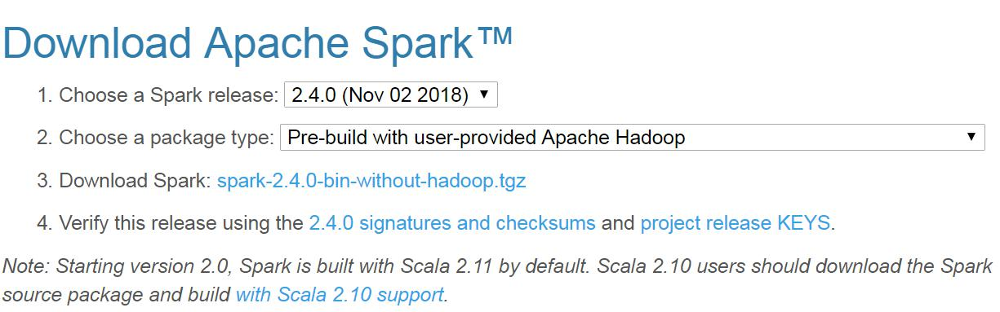 Download Apache Spark™
1. Choose a Spark release: 2.4.0 (Nov 02 2018) ▼
2. Choose a package type: Pre-build with user-provided Apache Hadoop ▼
3. Download Spark: spark-2.4.0-bin-without-hadoop.tgz
4. Verify this release using the 2.4.0 signatures and checksums and project release KEYS.
Note: Starting version 2.0, Spark is built with Scala 2.11 by default. Scala 2.10 users should download the Spark
source package and build with Scala 2.10 support.